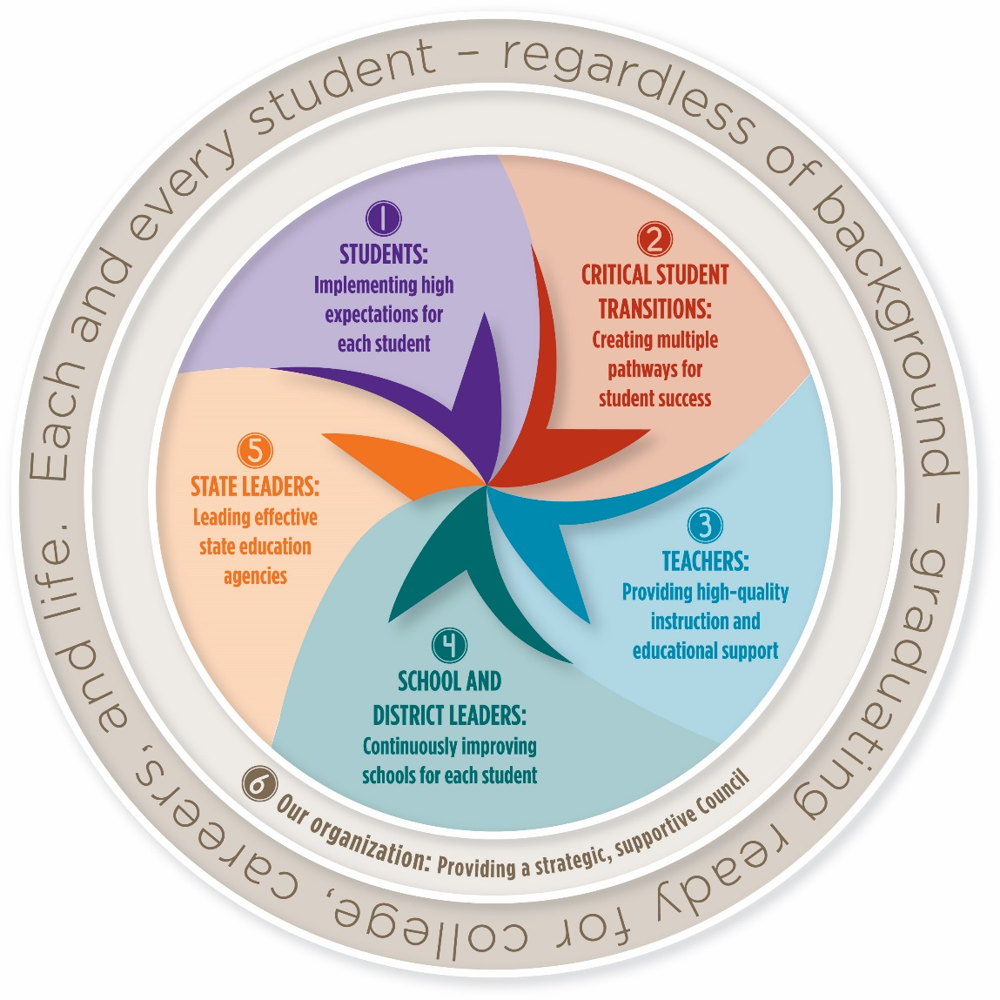 Each and every student – regardless of background – graduating ready for college, careers, and life.
1
STUDENTS:
Implementing high
expectations for
each student
2
CRITICAL STUDENT
TRANSITIONS:
Creating multiple
pathways for
student success
3
TEACHERS:
Providing high-quality
instruction and
educational support
4
SCHOOL AND
DISTRICT LEADERS:
Continuously improving
schools for each student
5
STATE LEADERS:
Leading effective
state education
agencies
6 Our organization: Providing a strategic, supportive Council